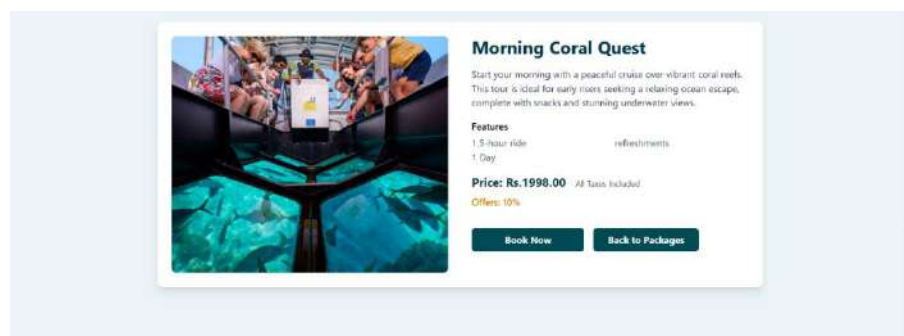 Morning Coral Quest
Start your morning with a peaceful cruise over vibrant coral reefs.
This tour is ideal for early risers seeking a relaxing ocean escape,
complete with snacks and stunning underwater views.
Features
1.5-hour ride refreshments
1 Day
Price: Rs.1998.00 All Taxes Included
Offers: 10%
Book Now Back to Packages